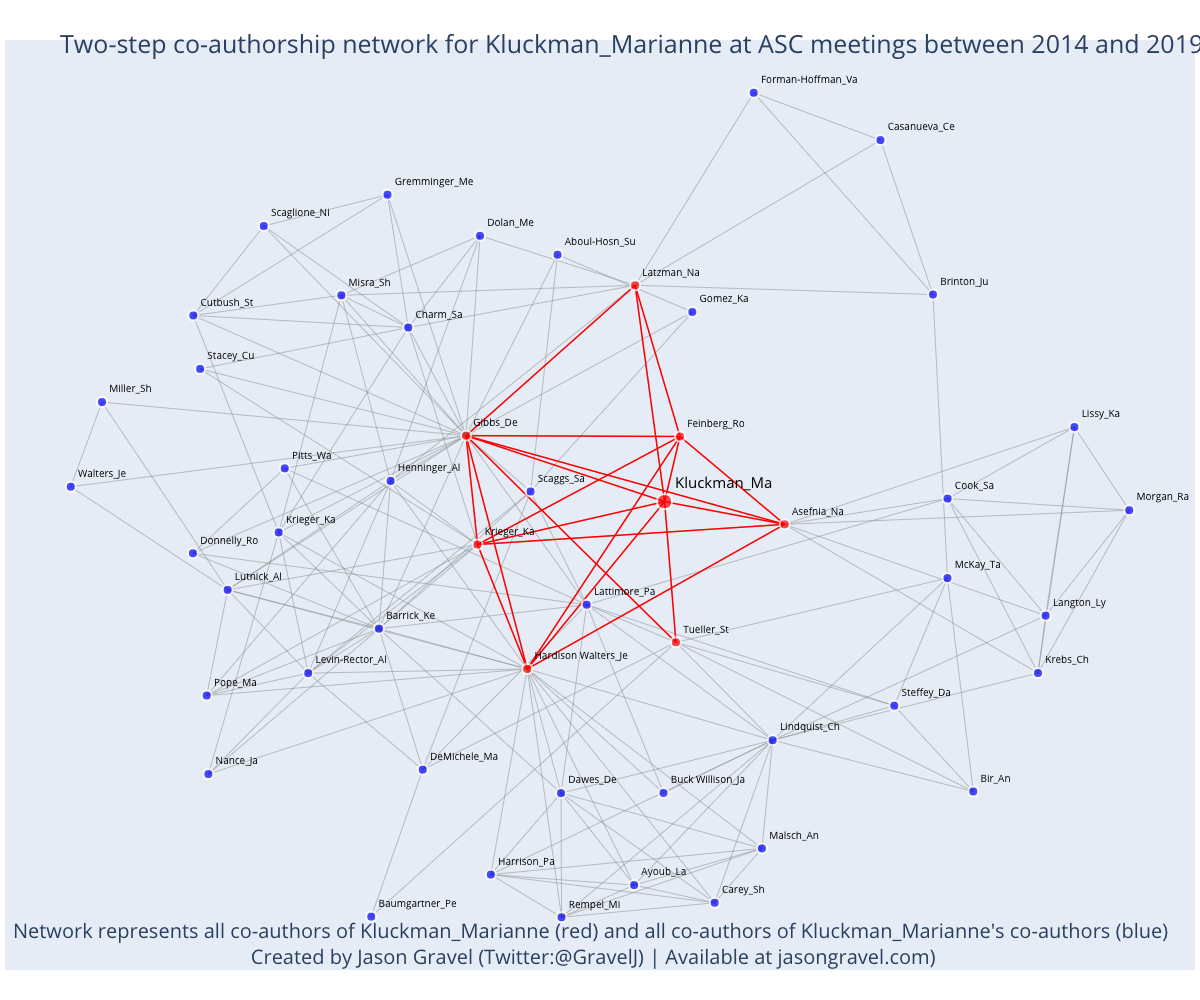 Two-step co-authorship network for Kluckman_Marianne at ASC meetings between 2014 and 2019
Forman-Hoffman_Va
Casanueva_Ce
Gremminger_Me
Scaglione_Ni
Dolan_Me
Aboul-Hosn_Su
Latzman_Na
Misra_Sh
Brinton_Ju
Gomez_Ka
Cutbush_St
Charm_Sa
Stacey_Cu
Miller_Sh
Lissy_Ka
Gibbs_De
Feinberg_Ro
Pitts_Wa
Henninger_Al
Walters_Je
Scaggs_Sa
Kluckman_Ma
Cook_Sa
Morgan_Ra
Asefnia_Na
Krieger_Ka
Krieger_Ka
Donnelly_Ro
McKay_Ta
Lutnick_Al
Lattimore_Pa
Langton_Ly
Barrick_Ke
Tueller_St
Hardison Walters_Je
Levin-Rector_Al
Krebs_Ch
Pope_Ma
Steffey_Da
Lindquist_Ch
DeMichele_Ma
Nance_Ja
Dawes_De
Buck Willison_Ja
Bir_An
Malsch_An
Harrison_Pa
Ayoub_La
Carey_Sh
Baumgartner_Pe
Rempel_Mi
Network represents all co-authors of Kluckman_Marianne (red) and all co-authors of Kluckman_Marianne's co-authors (blue)
Created by Jason Gravel (Twitter:@GravelJ) | Available at jasongravel.com)